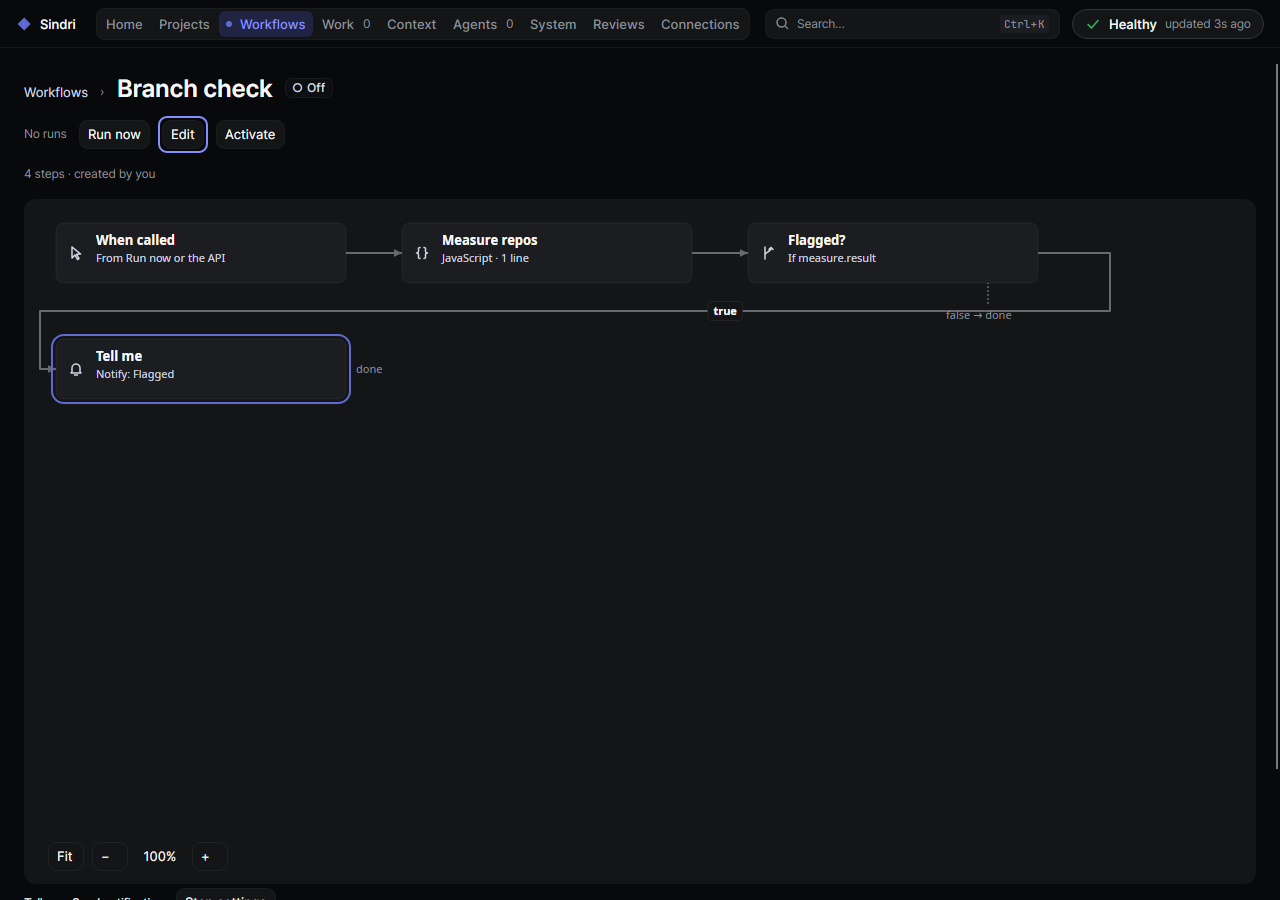 Sindri Home Projects Workflows Work 0 Context Agents 0 System Reviews Connections Search... Ctrl+K Healthy updated 3s ago
Workflows › Branch check Off
No runs Run now Edit Activate
4 steps · created by you
When called Measure repos Flagged?
From Run now or the API JavaScript · 1 line If measure.result
{}
true false → done
Tell me
Notify: Flagged
done
Fit − 100% +